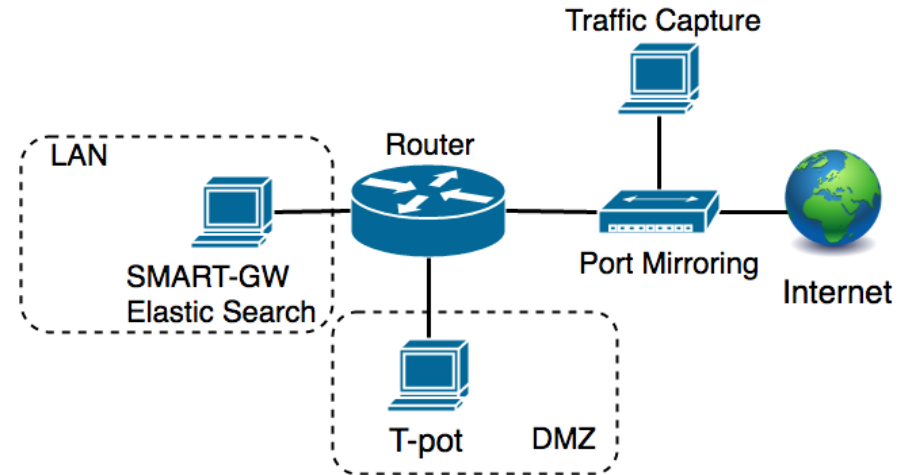 Traffic Capture
Router
LAN
SMART-GW
Elastic Search
Port Mirroring
Internet
T-pot
DMZ